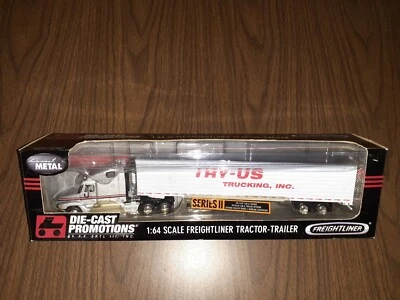 METAL
TRY-US
TRUCKING, INC.
SERIES II
DIE-CAST
PROMOTIONS
1:64 SCALE FREIGHTLINER TRACTOR-TRAILER
FREIGHTLINER